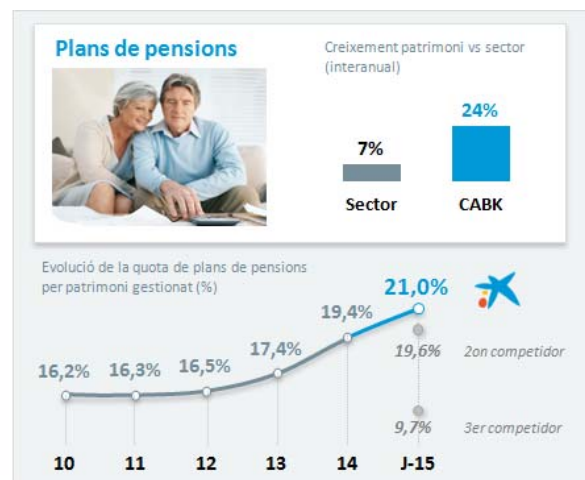 Plans de pensions
Creixement patrimoni vs sector
(interanual)
24%
7%
Sector
CABK
Evolució de la quota de plans de pensions
per patrimoni gestionat (%)
21,0%
19,4%
17,4%
16,5%
16,3%
16,2%
19,6%
2on competidor
9,7%
3er competidor
10
11
12
13
14
J-15